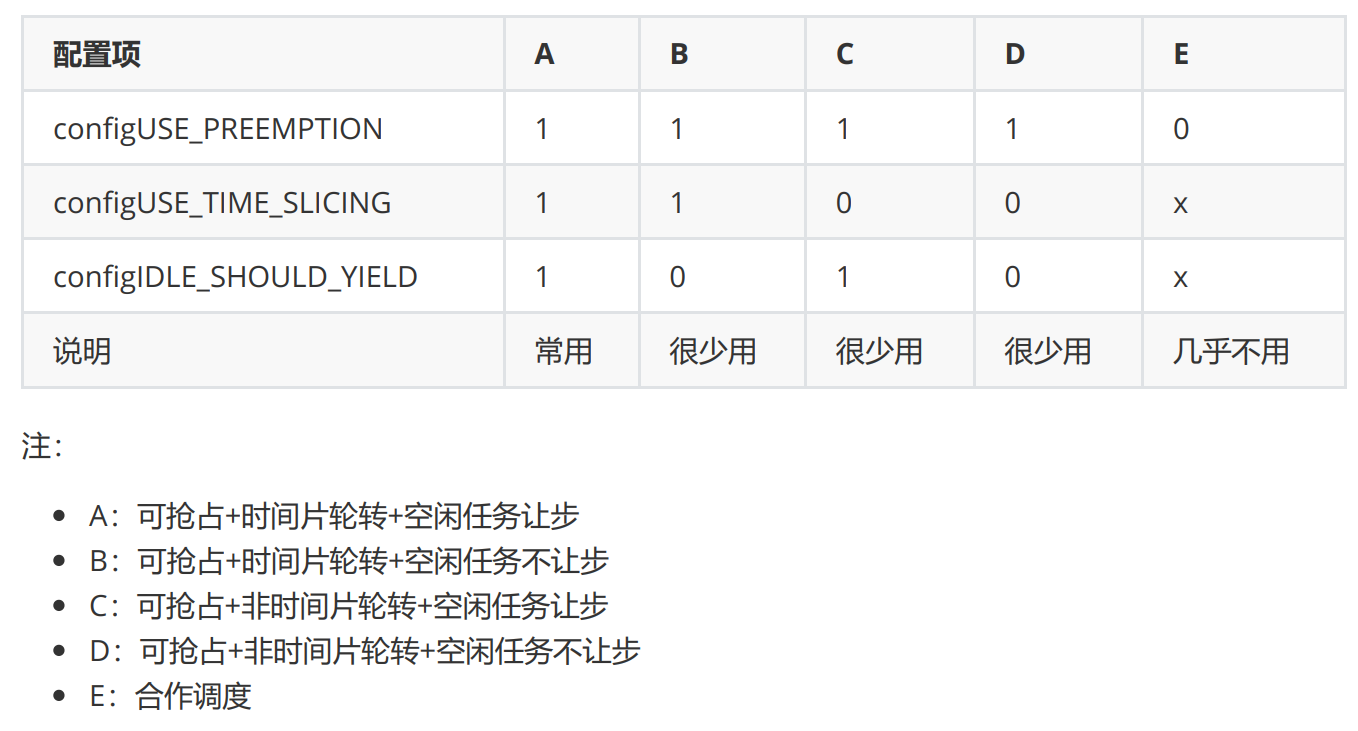 配置项 A B C D E
configUSE_PREEMPTION 1 1 1 1 0
configUSE_TIME_SLICING 1 1 0 0 x
configIDLE_SHOULD_YIELD 1 0 1 0 x
说明 常用 很少用 很少用 很少用 几乎不用
注：
A：可抢占+时间片轮转+空闲任务让步
B：可抢占+时间片轮转+空闲任务不让步
C：可抢占+非时间片轮转+空闲任务让步
D：可抢占+非时间片轮转+空闲任务不让步
E：合作调度